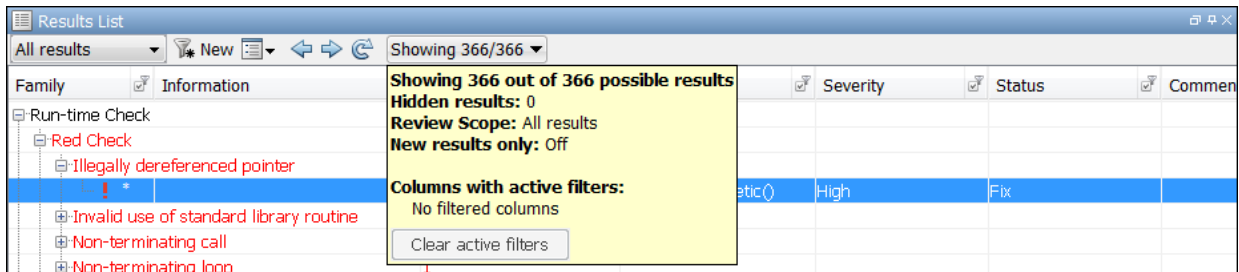 Results List
All results New Showing 366/366
Family Information Severity Status Commen
Showing 366 out of 366 possible results
Hidden results: 0
Review Scope: All results
New results only: Off
Columns with active filters:
No filtered columns
Clear active filters
Run-time Check
Red Check
Illegally dereferenced pointer
! * etic() High Fix
Invalid use of standard library routine
Non-terminating call
Non-terminating loop